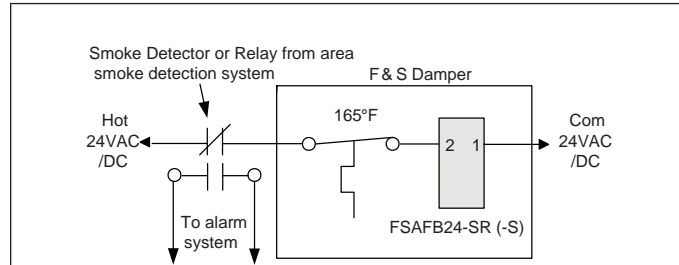 Smoke Detector or Relay from area
smoke detection system
F & S Damper
Hot
24VAC
/DC
165°F
2 1
Com
24VAC
/DC
FSAFB24-SR (-S)
To alarm
system